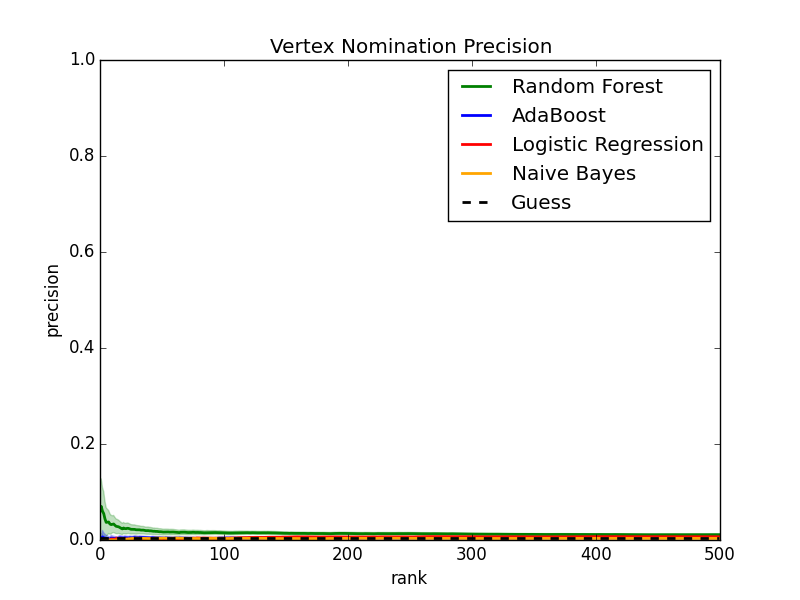 Vertex Nomination Precision
1.0
0.8
0.6
0.4
0.2
0.0
precision
Random Forest
AdaBoost
Logistic Regression
Naive Bayes
Guess
0 100 200 300 400 500
rank